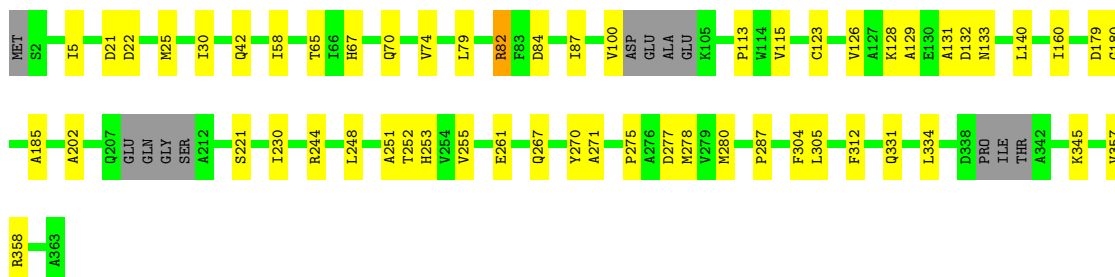 MET S2 I5 D21 D22 M25 I30 Q42 I58 T65 I66 H67 Q70 V74 L79 R82 F83 D84 I87 V100 ASP GLU ALA GLU K105 P113 W114 V115 C123 V126 A127 K128 A129 E130 A131 D132 N133 L140 I160 D179
A185 A202 Q207 GLU GLN GLY SER A212 S221 I230 R244 L248 A251 T252 H253 V254 V255 E261 Q267 Y270 A271 P275 A276 D277 M278 V279 M280 P287 F304 L305 F312 Q331 L334 D338 PRO ILE THR A342 K345
R358 A363